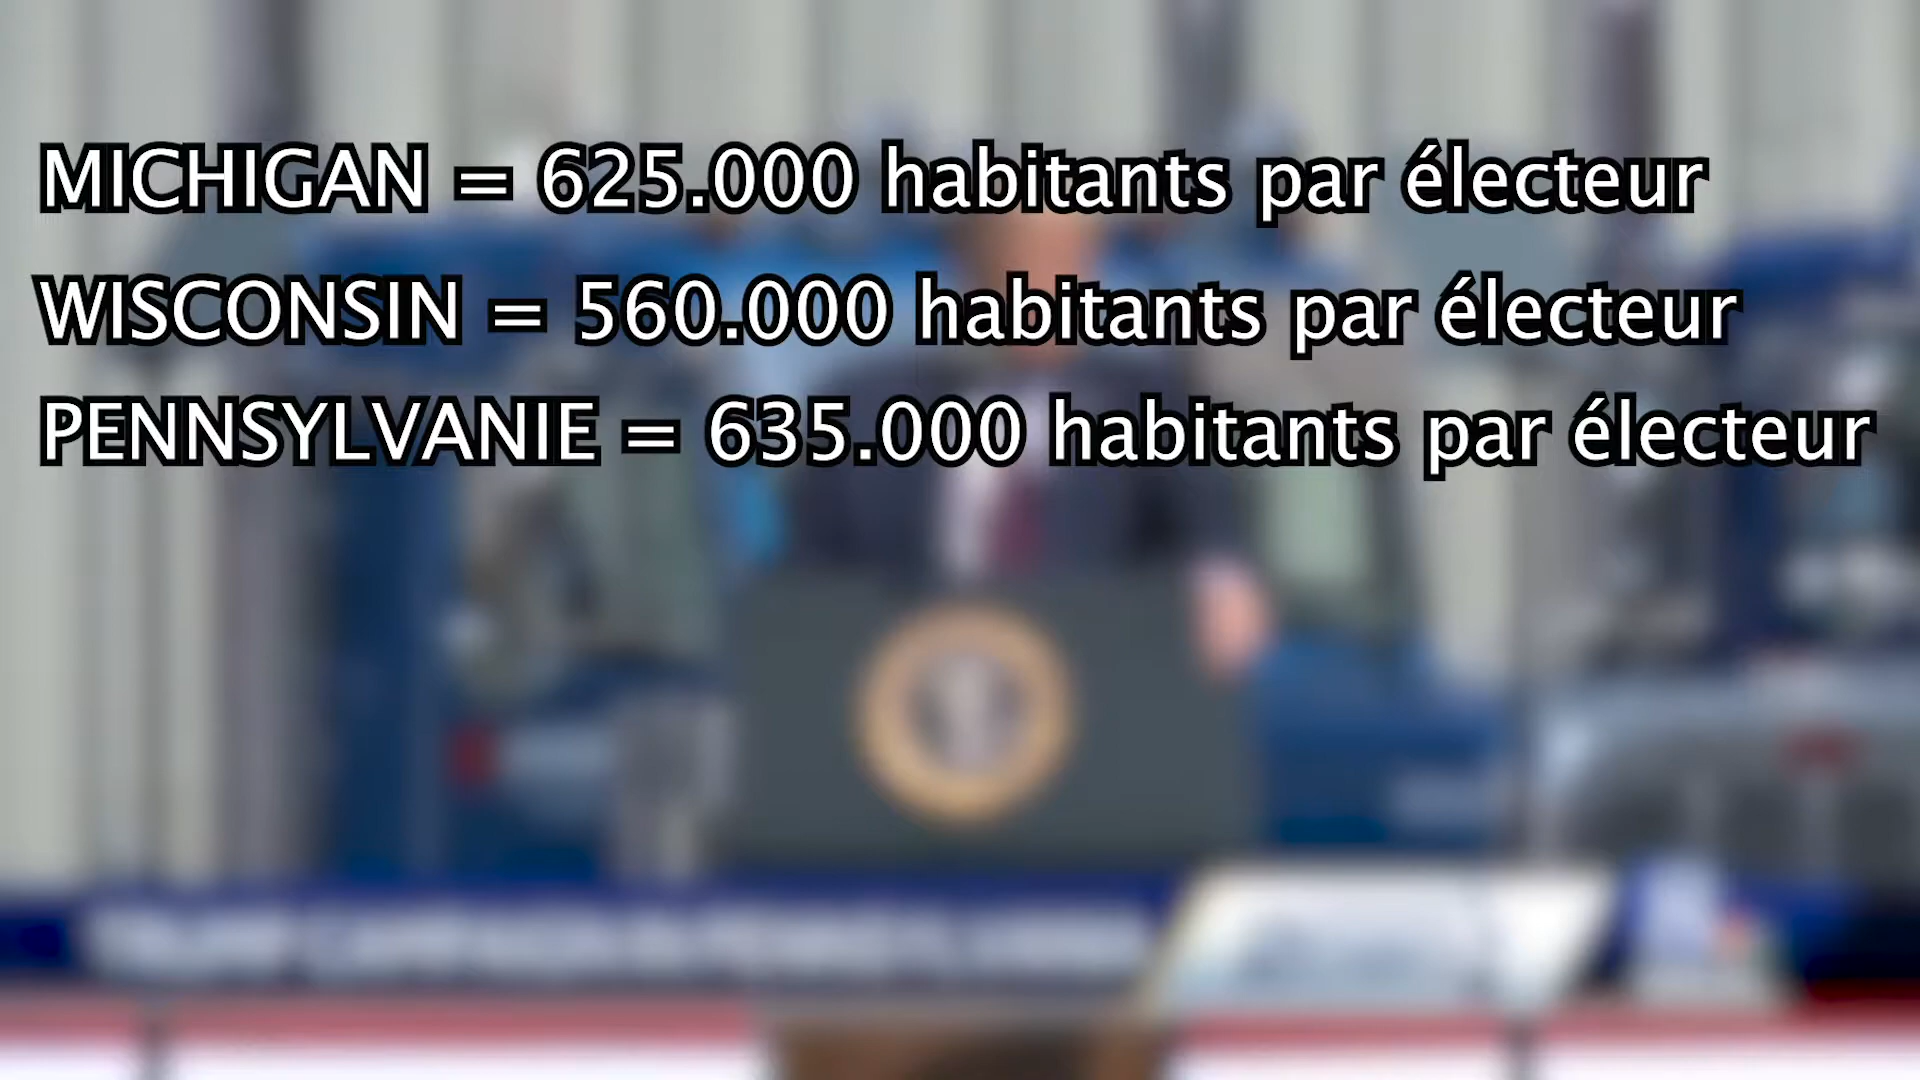 MICHIGAN = 625.000 habitants par électeur
WISCONSIN = 560.000 habitants par électeur
PENNSYLVANIE = 635.000 habitants par électeur